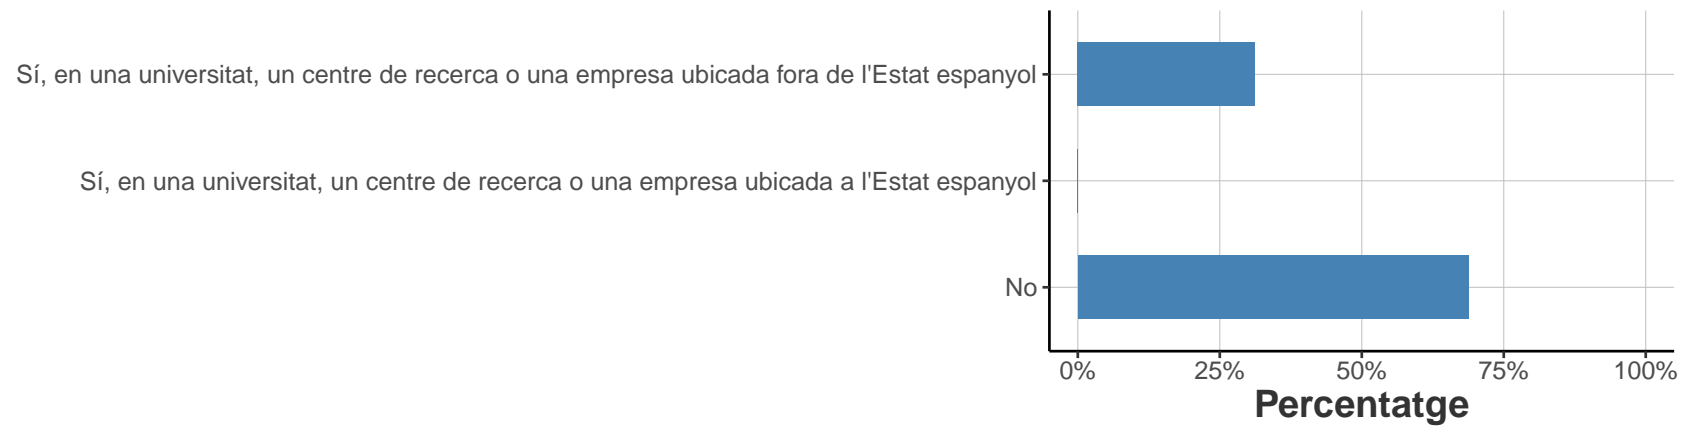 Sí, en una universitat, un centre de recerca o una empresa ubicada fora de l'Estat espanyol
Sí, en una universitat, un centre de recerca o una empresa ubicada a l'Estat espanyol
No
0% 25% 50% 75% 100%
Percentatge